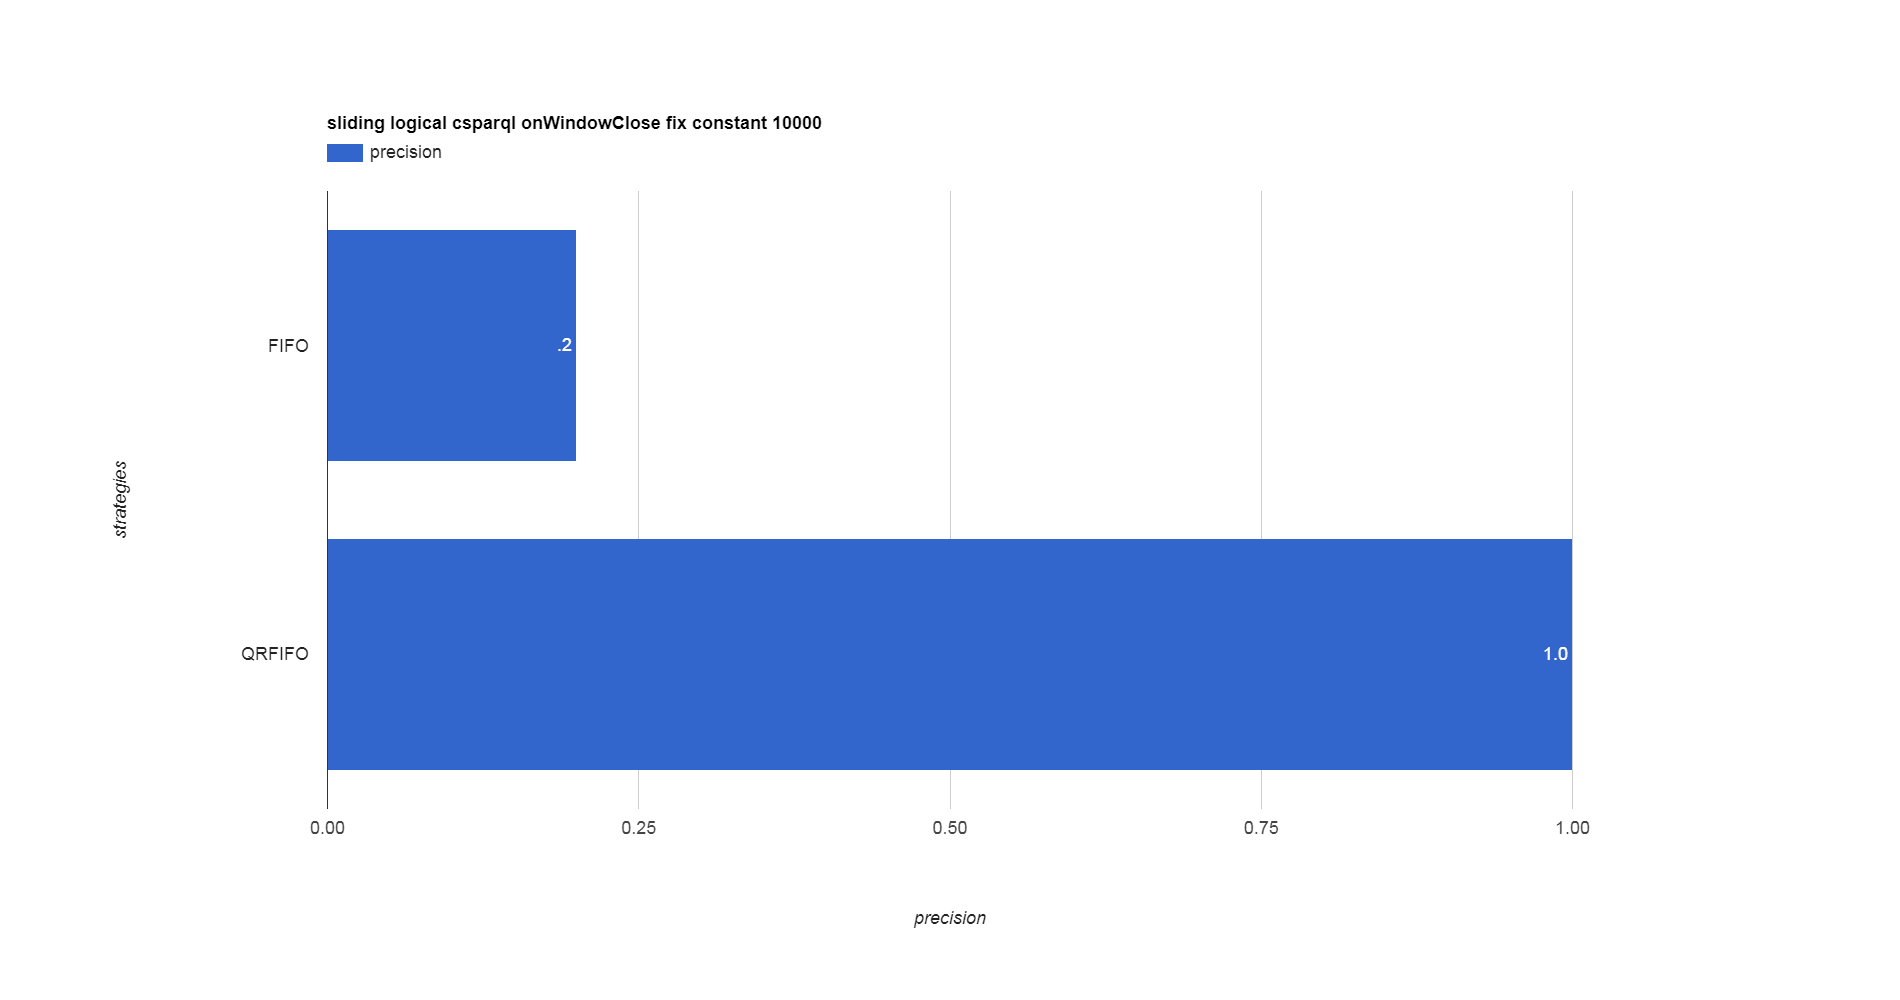 sliding logical csparql onWindowClose fix constant 10000
precision
FIFO
.2
strategies
QRFIFO
1.0
0.00 0.25 0.50 0.75 1.00
precision